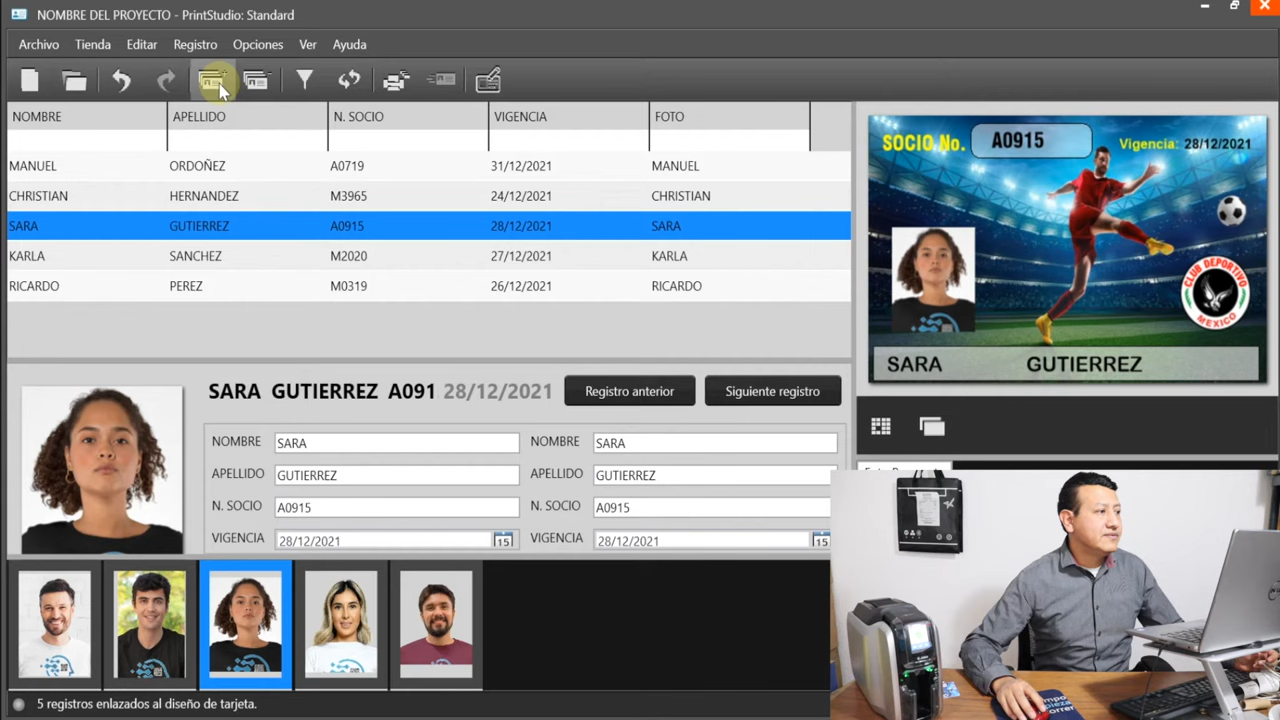 NOMBRE DEL PROYECTO - PrintStudio: Standard
Archivo Tienda Editar Registro Opciones Ver Ayuda
NOMBRE APELLIDO N. SOCIO VIGENCIA FOTO
MANUEL ORDOÑEZ A0719 31/12/2021 MANUEL
CHRISTIAN HERNANDEZ M3965 24/12/2021 CHRISTIAN
SARA GUTIERREZ A0915 28/12/2021 SARA
KARLA SANCHEZ M2020 27/12/2021 KARLA
RICARDO PEREZ M0319 26/12/2021 RICARDO
SOCIO No. A0915 Vigencia: 28/12/2021
CLUB DEPORTIVO
MEXICO
SARA GUTIERREZ
SARA GUTIERREZ A091 28/12/2021 Registro anterior Siguiente registro
NOMBRE SARA NOMBRE SARA
APELLIDO GUTIERREZ APELLIDO GUTIERREZ
N. SOCIO A0915 N. SOCIO A0915
VIGENCIA 28/12/2021 15 VIGENCIA 28/12/2021 15
5 registros enlazados al diseño de tarjeta.